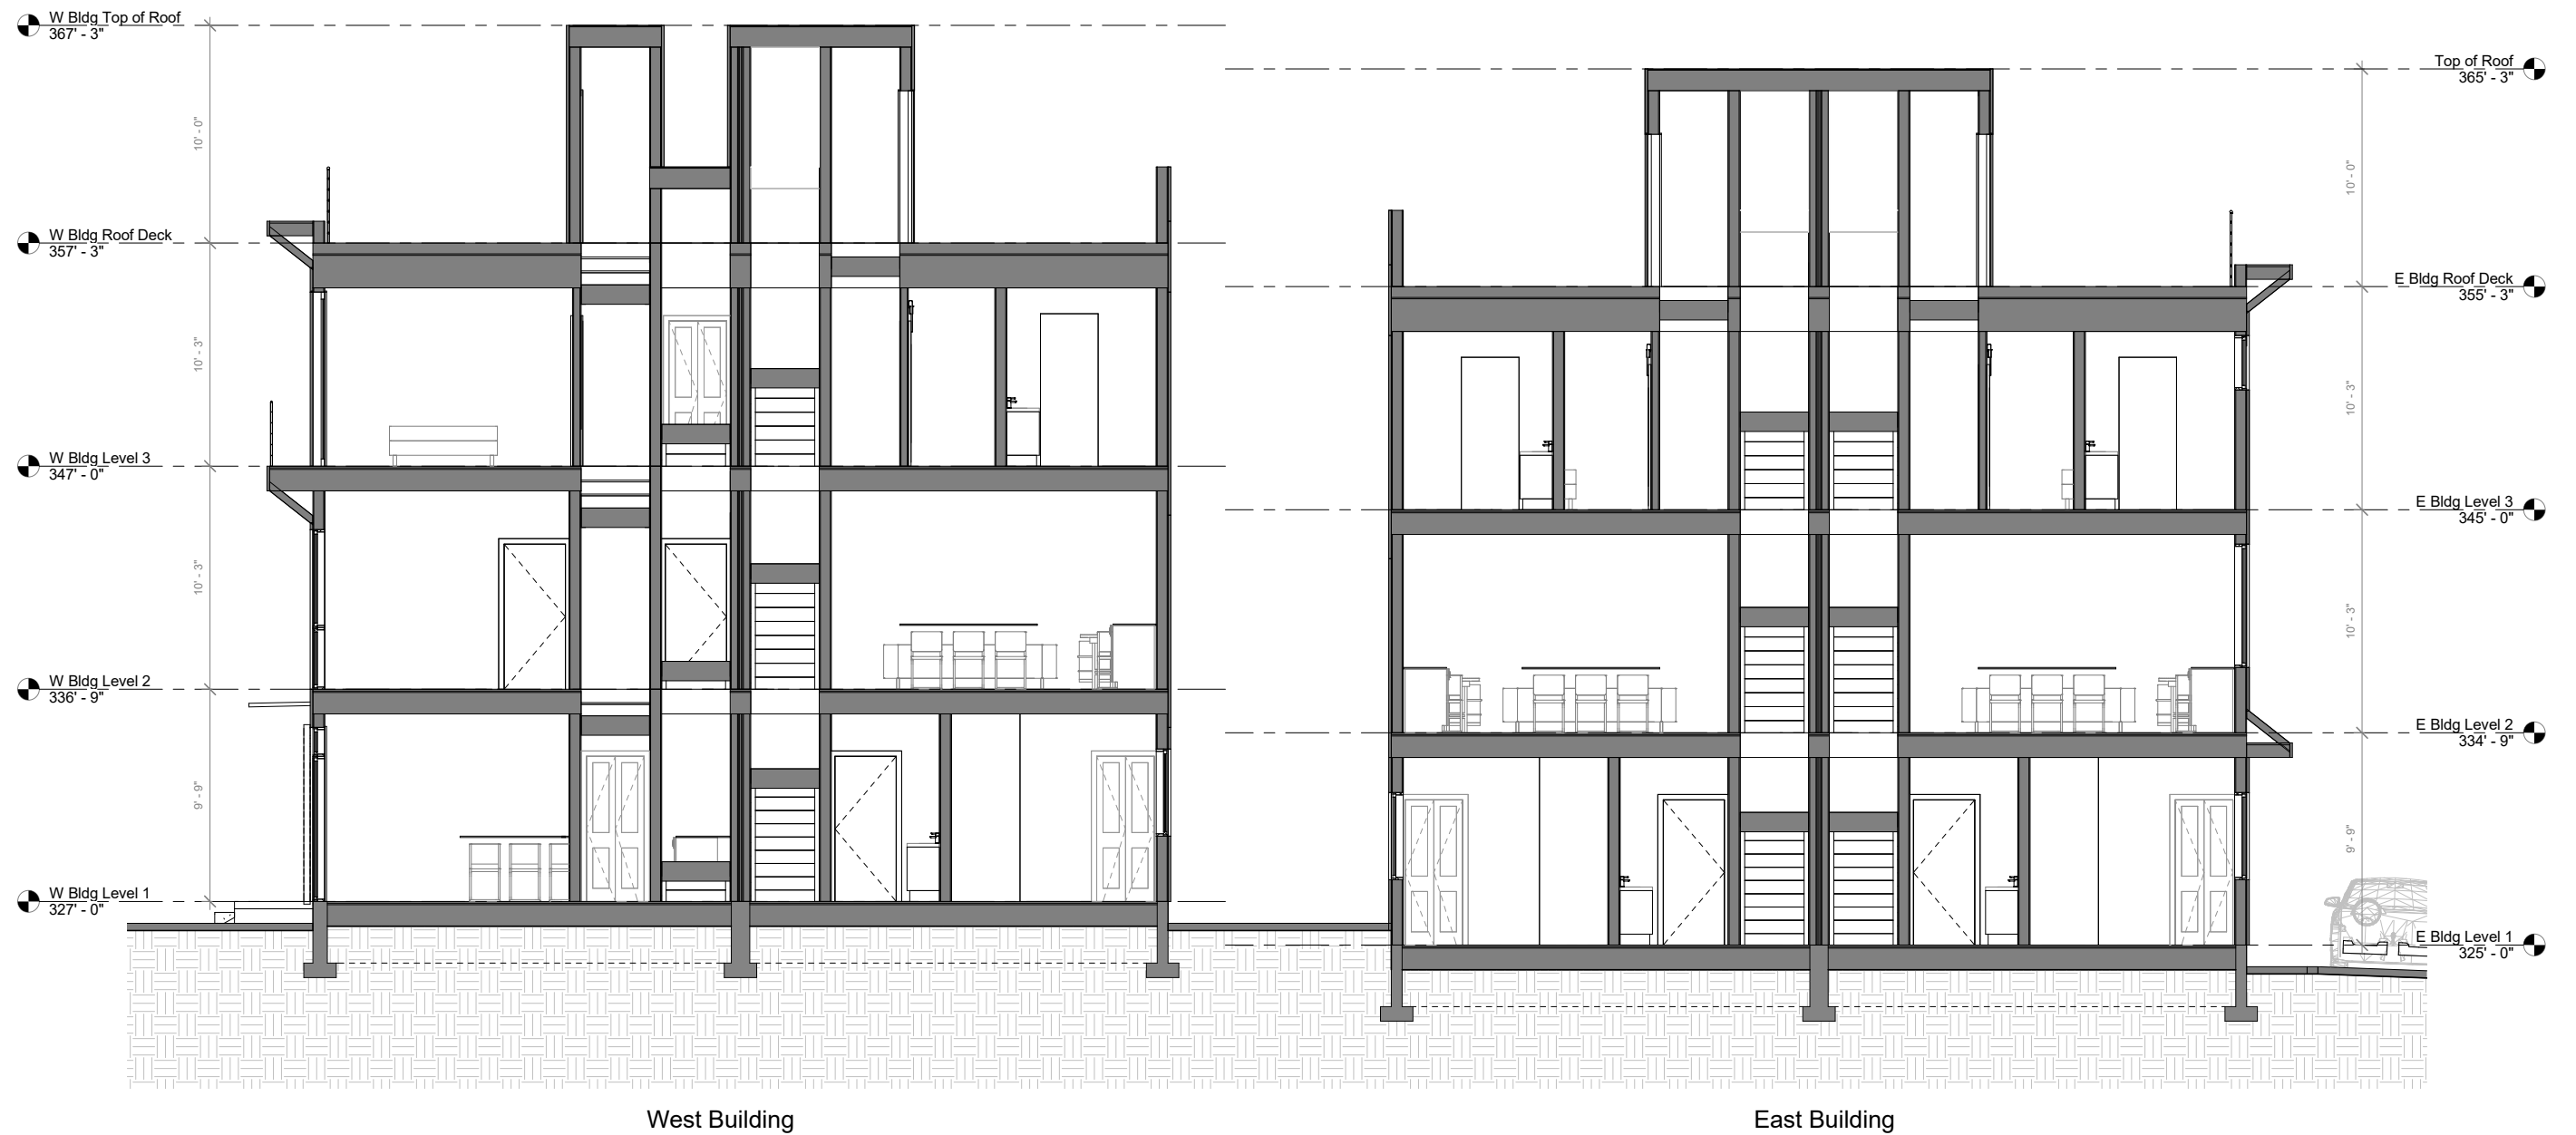 W Bldg Top of Roof
367' - 3"
10' - 0"
W Bldg Roof Deck
357' - 3"
10' - 3"
W Bldg Level 3
347' - 0"
10' - 3"
W Bldg Level 2
336' - 9"
9' - 9"
W Bldg Level 1
327' - 0"
Top of Roof
365' - 3"
10' - 0"
E Bldg Roof Deck
355' - 3"
10' - 3"
E Bldg Level 3
345' - 0"
10' - 3"
E Bldg Level 2
334' - 9"
9' - 9"
E Bldg Level 1
325' - 0"
West Building
East Building